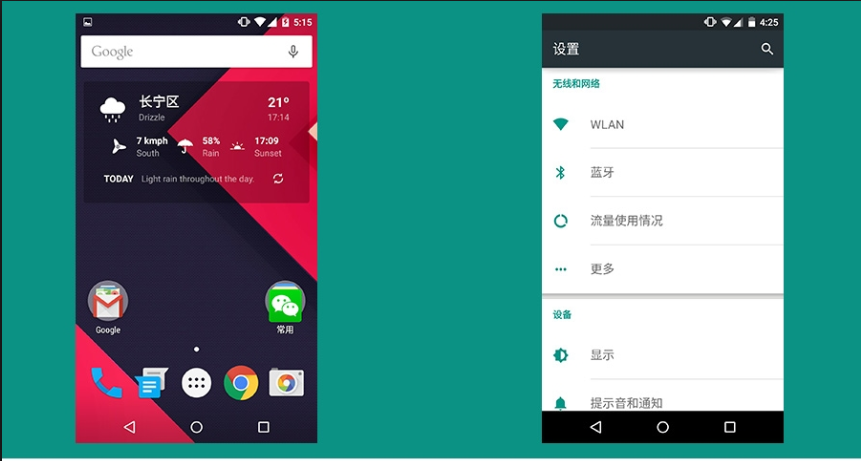 5:15
Google
长宁区
21°
Drizzle
17:14
7 kmph
58%
17:09
South
Rain
Sunset
TODAY Light rain throughout the day.
Google
常用
4:25
设置
无线和网络
WLAN
蓝牙
流量使用情况
更多
设备
显示
提示音和通知